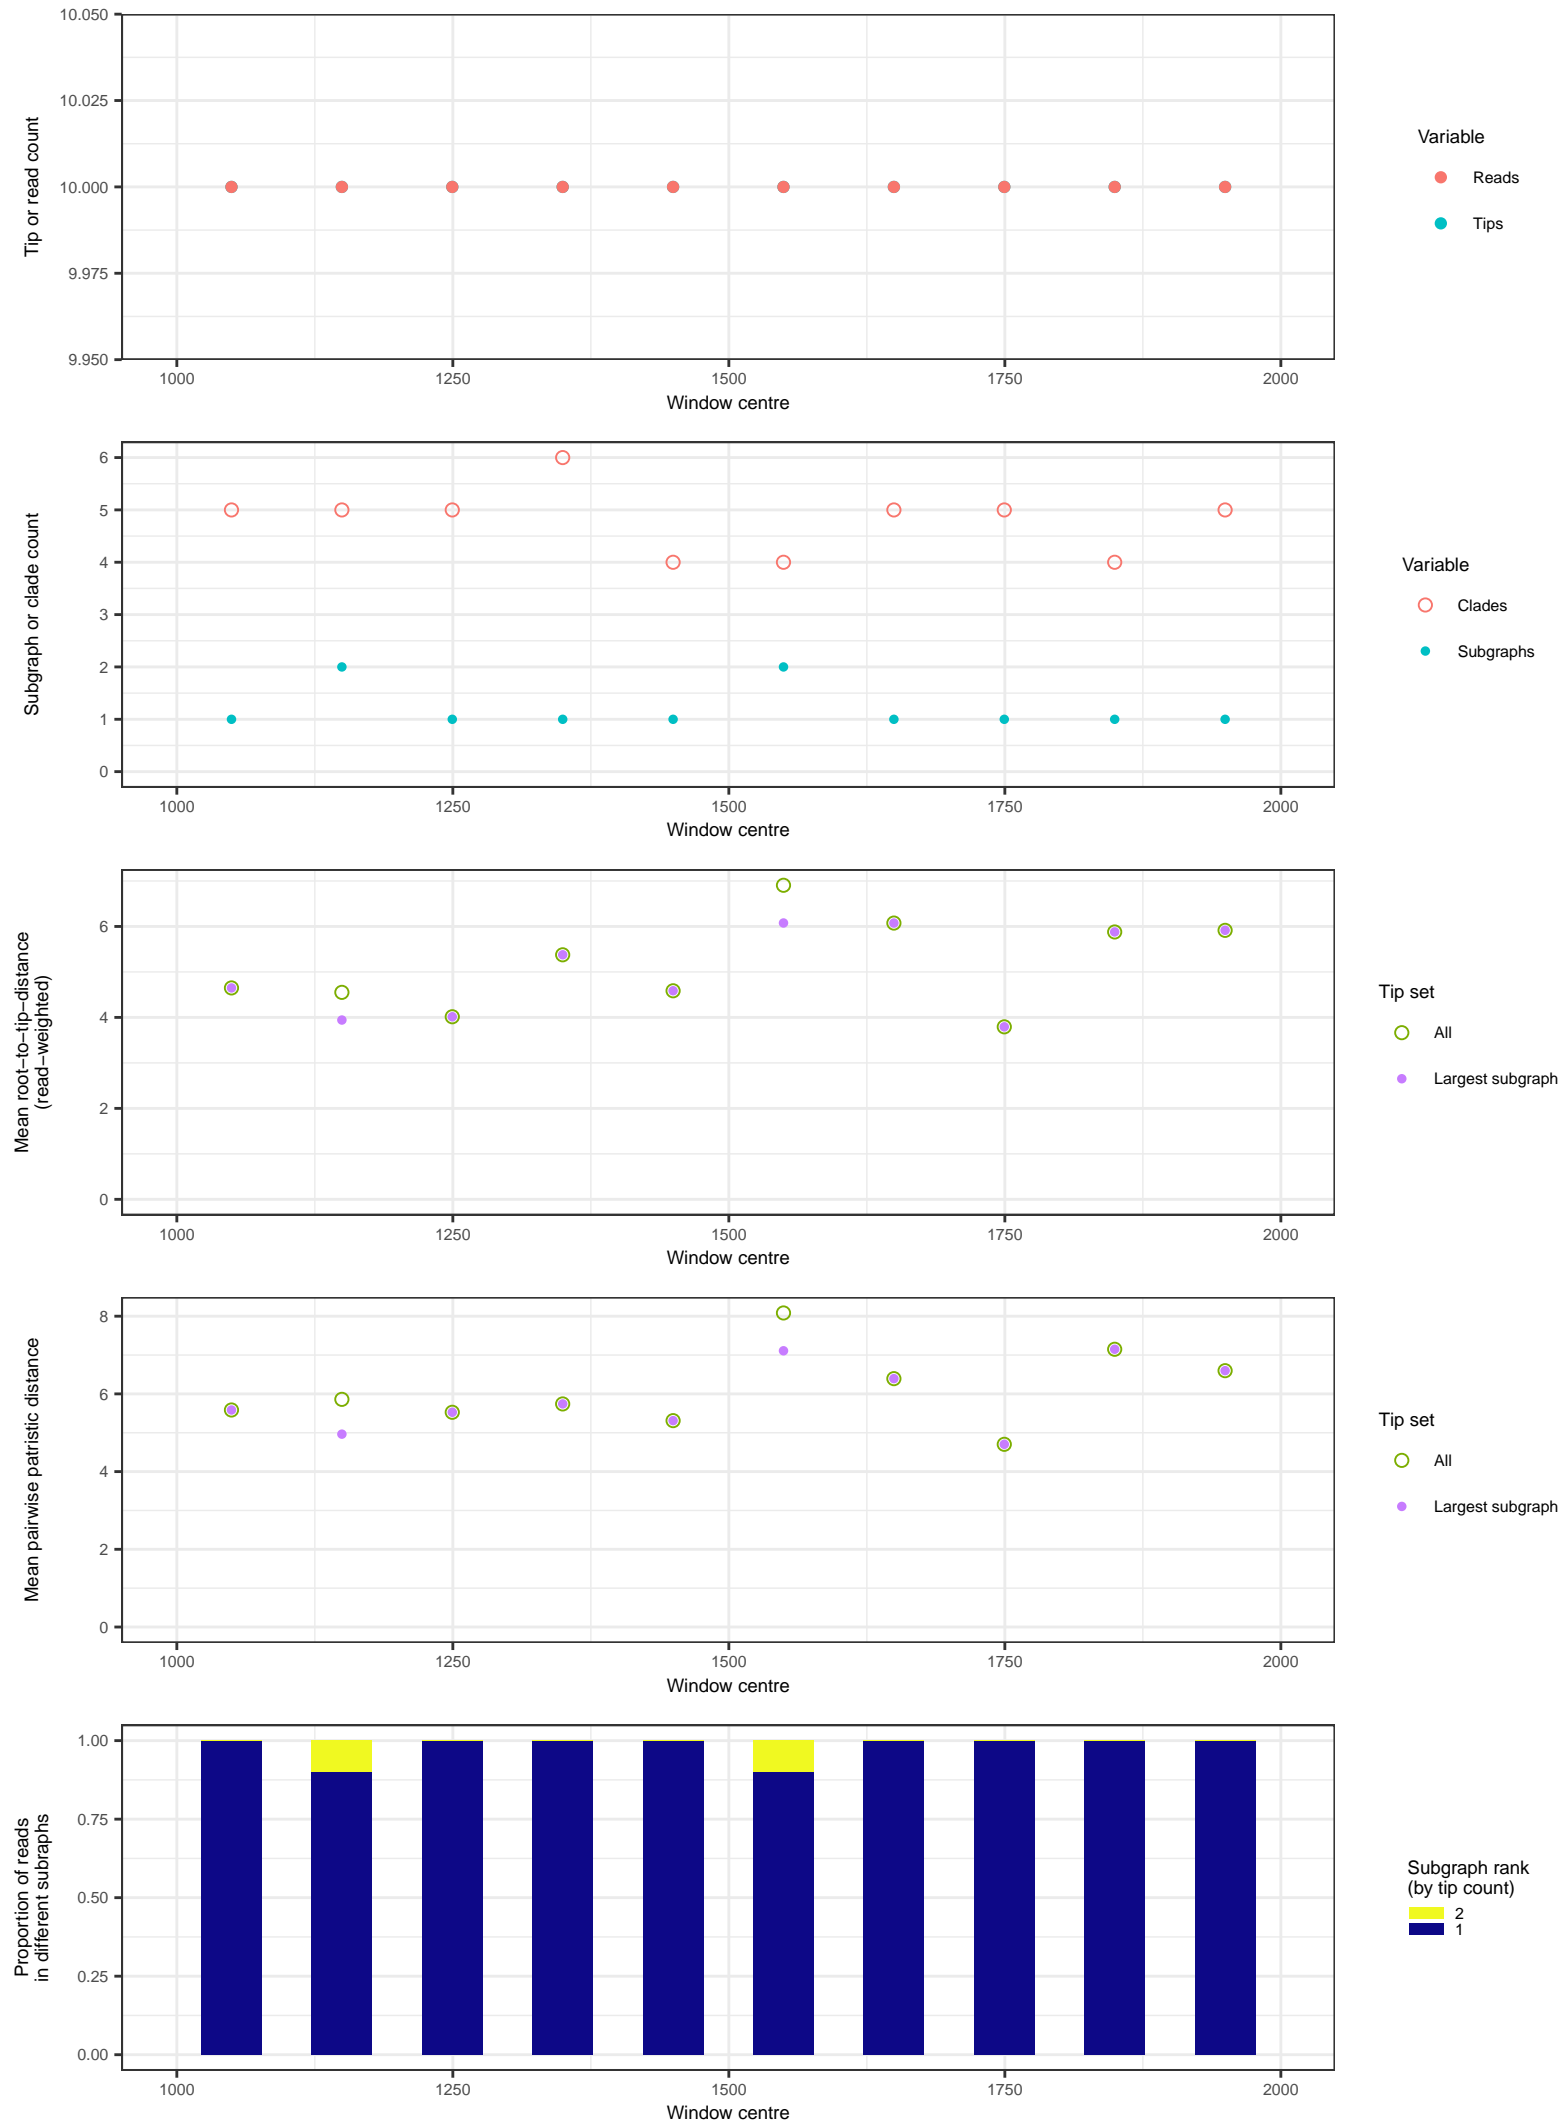 10.050
10.025
10.000
9.975
9.950
Tip or read count
1000 1250 1500 1750 2000
Window centre
Variable
Reads
Tips
6
5
4
3
2
1
0
Subgraph or clade count
1000 1250 1500 1750 2000
Window centre
Variable
Clades
Subgraphs
6
4
2
0
Mean root−to−tip−distance
(read−weighted)
1000 1250 1500 1750 2000
Window centre
Tip set
All
Largest subgraph
8
6
4
2
0
Mean pairwise patristic distance
1000 1250 1500 1750 2000
Window centre
Tip set
All
Largest subgraph
1.00
0.75
0.50
0.25
0.00
Proportion of reads
in different subraphs
1000 1250 1500 1750 2000
Window centre
Subgraph rank
(by tip count)
2
1